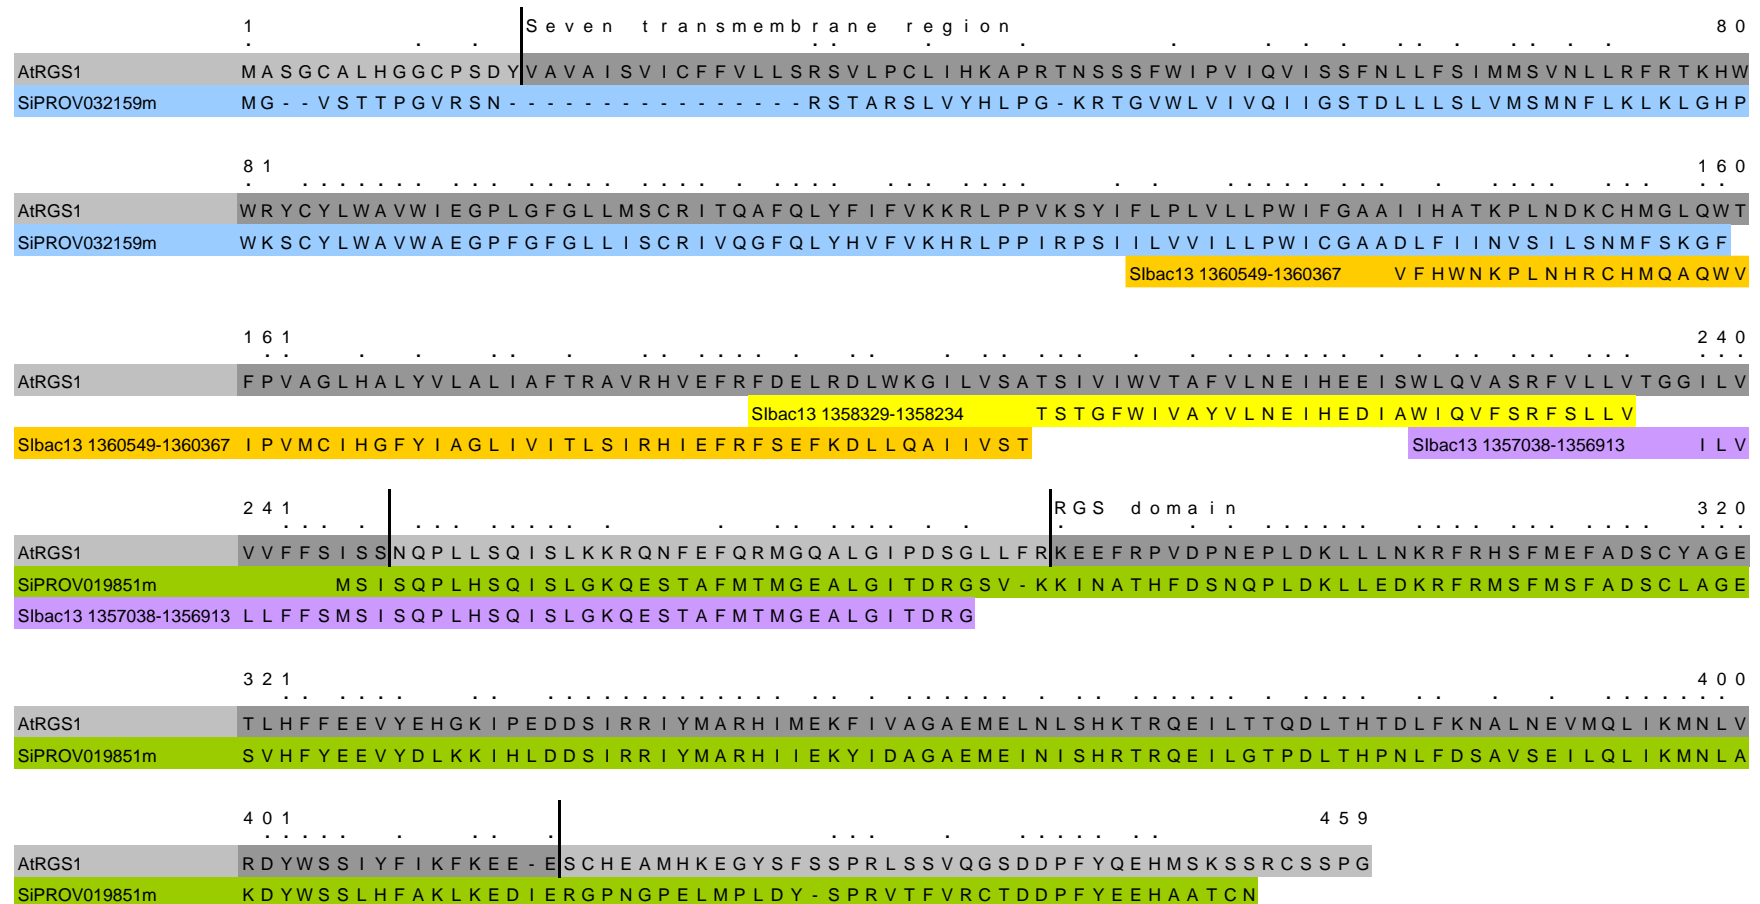 1 Seven transmembrane region 80
AtRGS1 MASGCALHGGCPSDYVAVAISVICFFVLLSRSVLPCLIHKAPRTNSSSFWIPVIQVISSFNLLFSIMMSVNLLRFRTKHW
SiPROV032159m MG--VSTTPGVRSN----------------RSTARSLVYHLPG-KRTGVWLVIVQIIGSTDLLLSLVMSMNFLKLKLGHP
81 160
AtRGS1 WRYCYLWAVWIEGPLGFGLLMSCRITQAFQLYFIFVKKRLPPVKSYIFLPLVLLPWIFGAAIIHATKPLNDKCHMGLQWT
SiPROV032159m WKSCYLWAVWAEGPFGFGLLISCRIVQGFQLYHVFVKHRLPPIRPSIILVVILLPWICGAADLFIINVSILSNMFSKGF
SIbac13 1360549-1360367 VFHWNKPLNHRCHMQAQWV
161 240
AtRGS1 FPVAGLHALYVLALIAFTRAVRHVEFRFDELRDLWKGILVSATSIVIWVTAFVLNEIHEEISWLQVASRFVLLVTGGILV
SIbac13 1358329-1358234 TSTGFWIVAYVLNEIHEDIAWIQVFSRFSLLV
SIbac13 1360549-1360367 IPVMCIHGFYIAGLIVITLSIRHIEFRFSEFKDLLQAIIVST SIbac13 1357038-1356913 ILV
241 RGS domain 320
AtRGS1 VVFFSISSNQPLLSQISLKKRQNFEFQRMGQALGIPDSGLLFRKEEFRPVDPNEPLDKLLLNKRFRHSFMEFADSCYAGE
SiPROV019851m MSISQPLHSQISLGKQESTAFMTMGEALGITDRGSV-KKINATHFDSNQPLDKLLEDKRFRMSFMSFADSCLAGE
SIbac13 1357038-1356913 LLFFSMSISQPLHSQISLGKQESTAFMTMGEALGITDRG
321 400
AtRGS1 TLHFFEEVYEHGKIPEDDSIRRIYMARHIMEKFIVAGAEMELNLSHKTRQEILTTQDLTHTDLFKNALNEVMQLIKMNLV
SiPROV019851m SVHFYEEVYDLKKIHLDDSIRRIYMARHIIEKYIDAGAEMEINISHRTRQEILGTPDLTHPNLFDSAVSEILQLIKMNLA
401 459
AtRGS1 RDYWSSIYFIKFKEE-ESCHEAMHKEGYSFSSPRLSSVQGSDDPFYQEHMSKSSRCSSPG
SiPROV019851m KDYWSSLHFAKLKEDIERGPNGPELMPLDY-SPRVTFVRCTDDPFYEEHAATCN